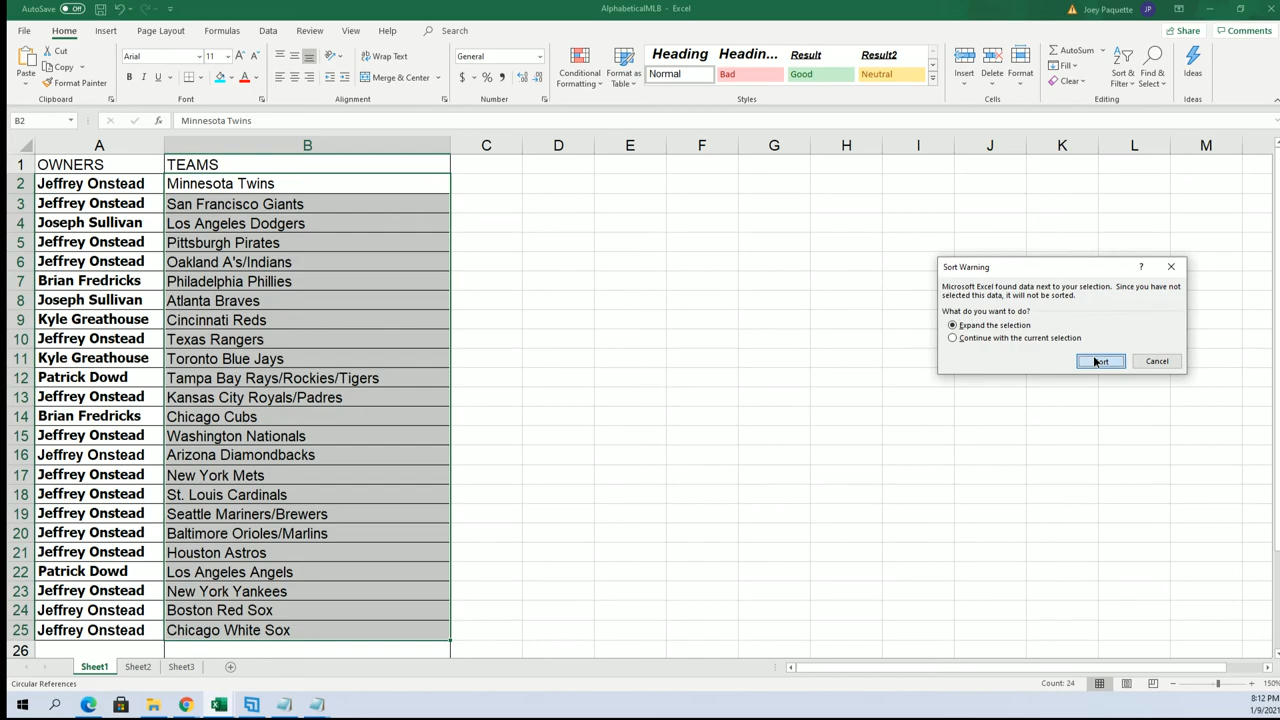 AutoSave Off AlphabeticalMLB - Excel Joey Paquette JP
File Home Insert Page Layout Formulas Data Review View Help Search Share Comments
Paste Cut Copy Format Painter Clipboard
Arial 11 A A B I U A Font
Wrap Text Merge & Center Alignment
General $ % , Number
Conditional Formatting Format as Table
Heading Headin... Result Result2
Normal Bad Good Neutral
Styles
Insert Delete Format Cells
AutoSum Fill Clear Sort & Filter Find & Select Editing
Ideas Ideas
B2 fx Minnesota Twins
A B C D E F G H I J K L M
1 OWNERS TEAMS
2 Jeffrey Onstead Minnesota Twins
3 Jeffrey Onstead San Francisco Giants
4 Joseph Sullivan Los Angeles Dodgers
5 Jeffrey Onstead Pittsburgh Pirates
6 Jeffrey Onstead Oakland A's/Indians
7 Brian Fredricks Philadelphia Phillies
8 Joseph Sullivan Atlanta Braves
9 Kyle Greathouse Cincinnati Reds
10 Jeffrey Onstead Texas Rangers
11 Kyle Greathouse Toronto Blue Jays
12 Patrick Dowd Tampa Bay Rays/Rockies/Tigers
13 Jeffrey Onstead Kansas City Royals/Padres
14 Brian Fredricks Chicago Cubs
15 Jeffrey Onstead Washington Nationals
16 Jeffrey Onstead Arizona Diamondbacks
17 Jeffrey Onstead New York Mets
18 Jeffrey Onstead St. Louis Cardinals
19 Jeffrey Onstead Seattle Mariners/Brewers
20 Jeffrey Onstead Baltimore Orioles/Marlins
21 Jeffrey Onstead Houston Astros
22 Patrick Dowd Los Angeles Angels
23 Jeffrey Onstead New York Yankees
24 Jeffrey Onstead Boston Red Sox
25 Jeffrey Onstead Chicago White Sox
26
Sort Warning ?
Microsoft Excel found data next to your selection. Since you have not
selected this data, it will not be sorted.
What do you want to do?
Expand the selection
Continue with the current selection
Cancel
Sheet1 Sheet2 Sheet3
Circular References Count: 24 150%
8:12 PM
1/9/2021